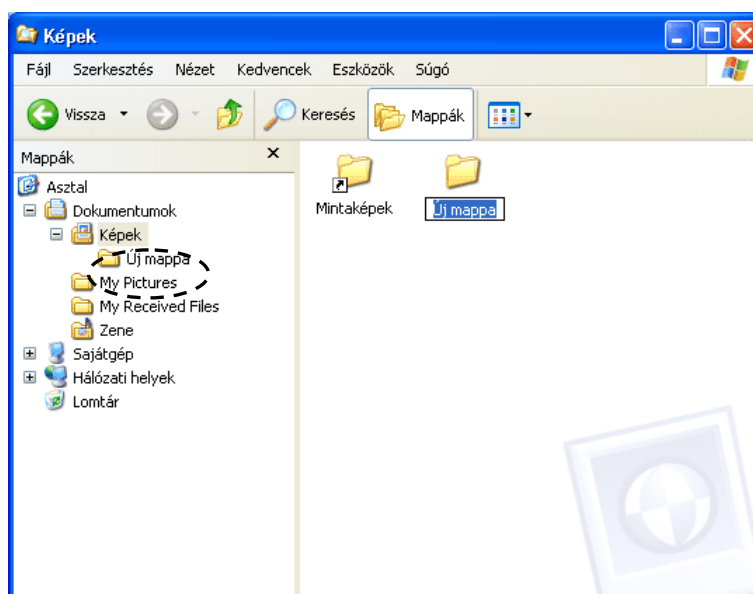 Képek
Fájl Szerkesztés Nézet Kedvencek Eszközök Súgó
Vissza Keresés Mappák
Mappák x
Asztal
Dokumentumok
Képek
Új mappa
My Pictures
My Received Files
Zene
Sajátgép
Hálózati helyek
Lomtár
Mintaképek Új mappa